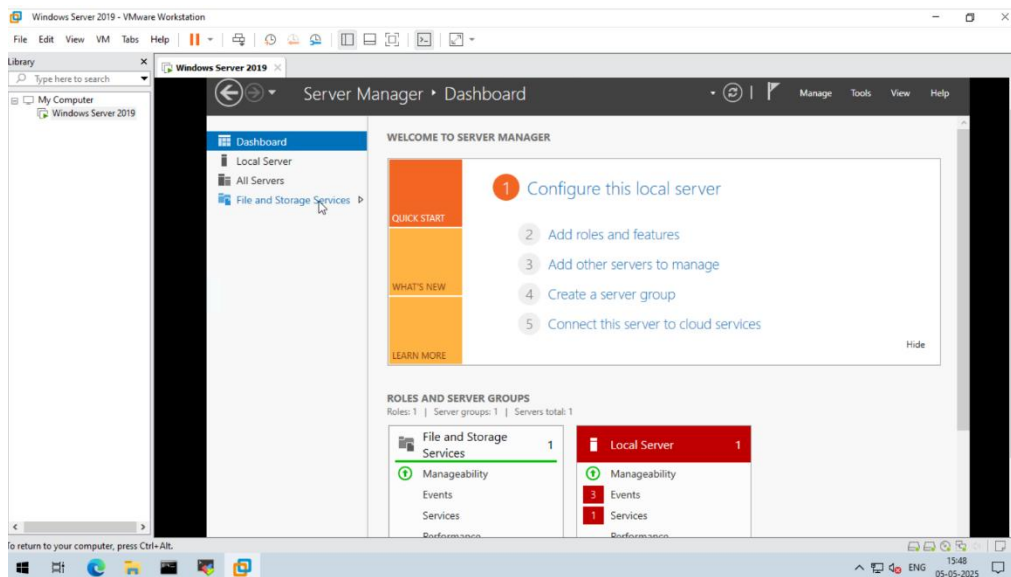 Windows Server 2019 - VMware Workstation
File Edit View VM Tabs Help
Library
Type here to search
My Computer
Windows Server 2019
Windows Server 2019
Server Manager Dashboard
Manage Tools View Help
Dashboard
Local Server
All Servers
File and Storage Services
WELCOME TO SERVER MANAGER
QUICK START
WHAT'S NEW
LEARN MORE
1 Configure this local server
2 Add roles and features
3 Add other servers to manage
4 Create a server group
5 Connect this server to cloud services
Hide
ROLES AND SERVER GROUPS
Roles: 1 | Server groups: 1 | Servers total: 1
File and Storage
Services
1
Manageability
Events
Services
Performance
Local Server 1
Manageability
3 Events
1 Services
Performance
To return to your computer, press Ctrl+Alt.
ENG
15:48
05-05-2025